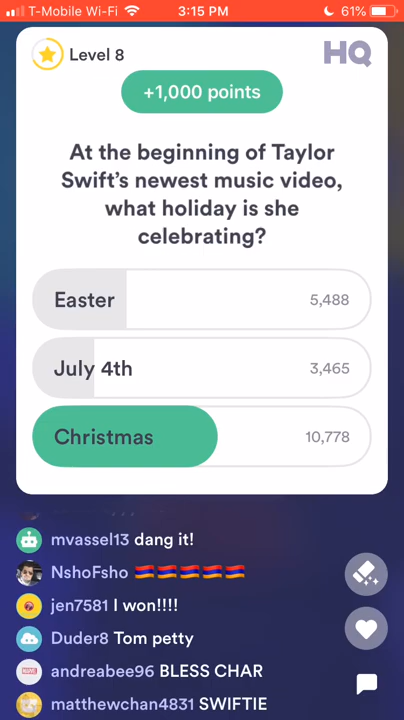 T-Mobile Wi-Fi 3:15 PM 61%
Level 8 HQ
+1,000 points
At the beginning of Taylor
Swift's newest music video,
what holiday is she
celebrating?
Easter 5,488
July 4th 3,465
Christmas 10,778
mvassel13 dang it!
NshoFsho 🇦🇲🇦🇲🇦🇲🇦🇲🇦🇲
jen7581 I won!!!!
Duder8 Tom petty
andreabee96 BLESS CHAR
matthewchan4831 SWIFTIE